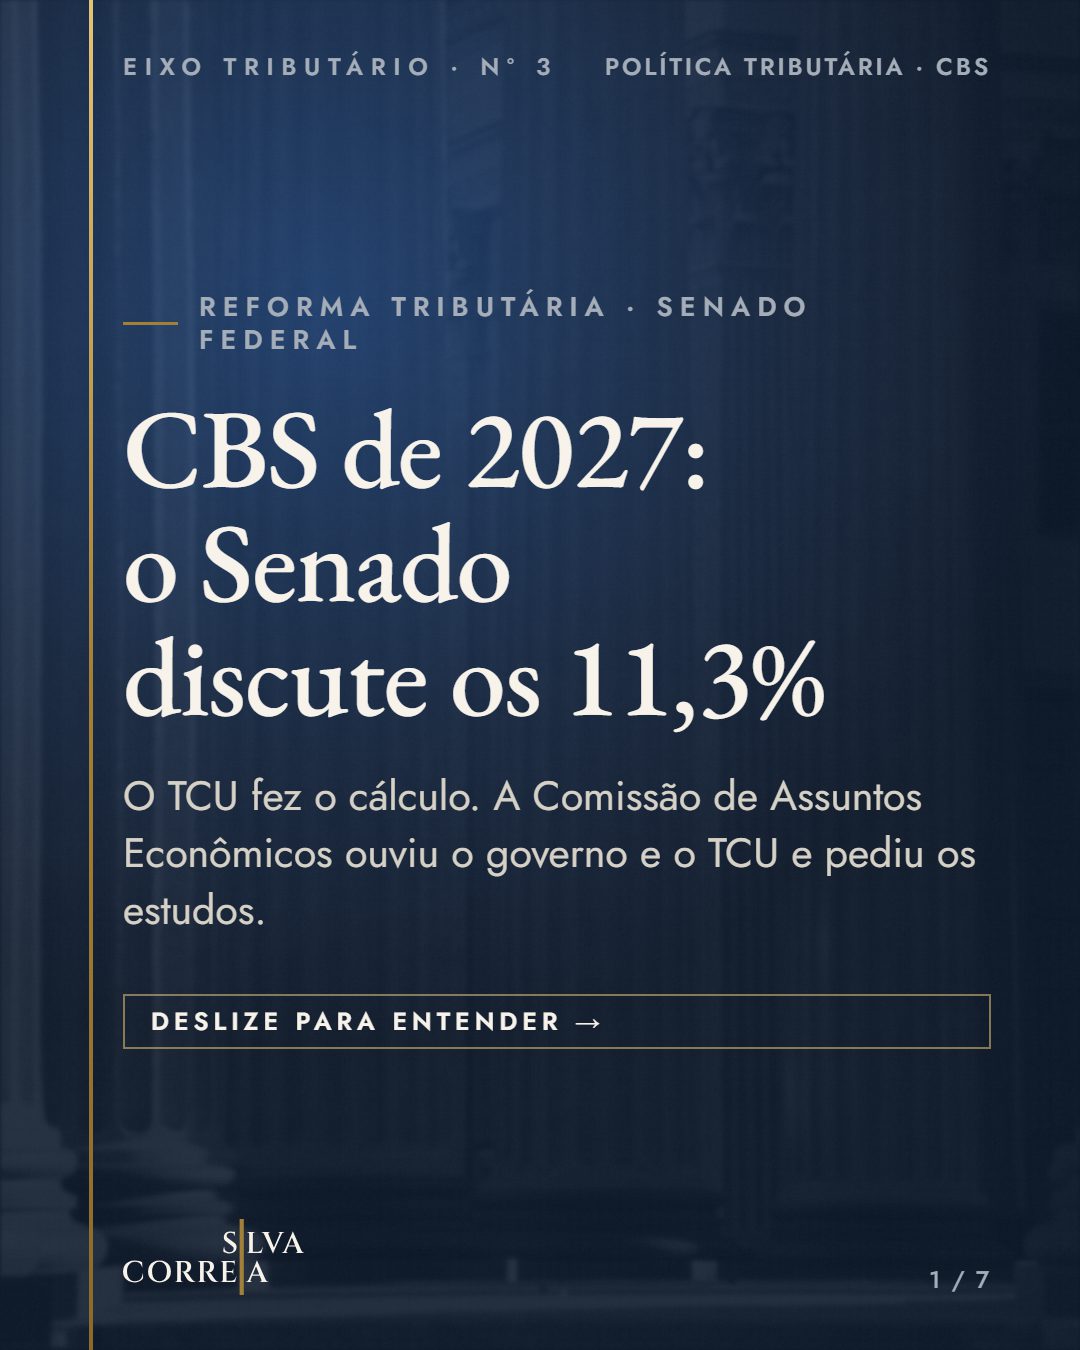 EIXO TRIBUTÁRIO · N° 3
POLÍTICA TRIBUTÁRIA · CBS
REFORMA TRIBUTÁRIA · SENADO
FEDERAL
CBS de 2027:
o Senado
discute os 11,3%
O TCU fez o cálculo. A Comissão de Assuntos
Econômicos ouviu o governo e o TCU e pediu os
estudos.
DESLIZE PARA ENTENDER →
SILVA
CORREIA
1 / 7